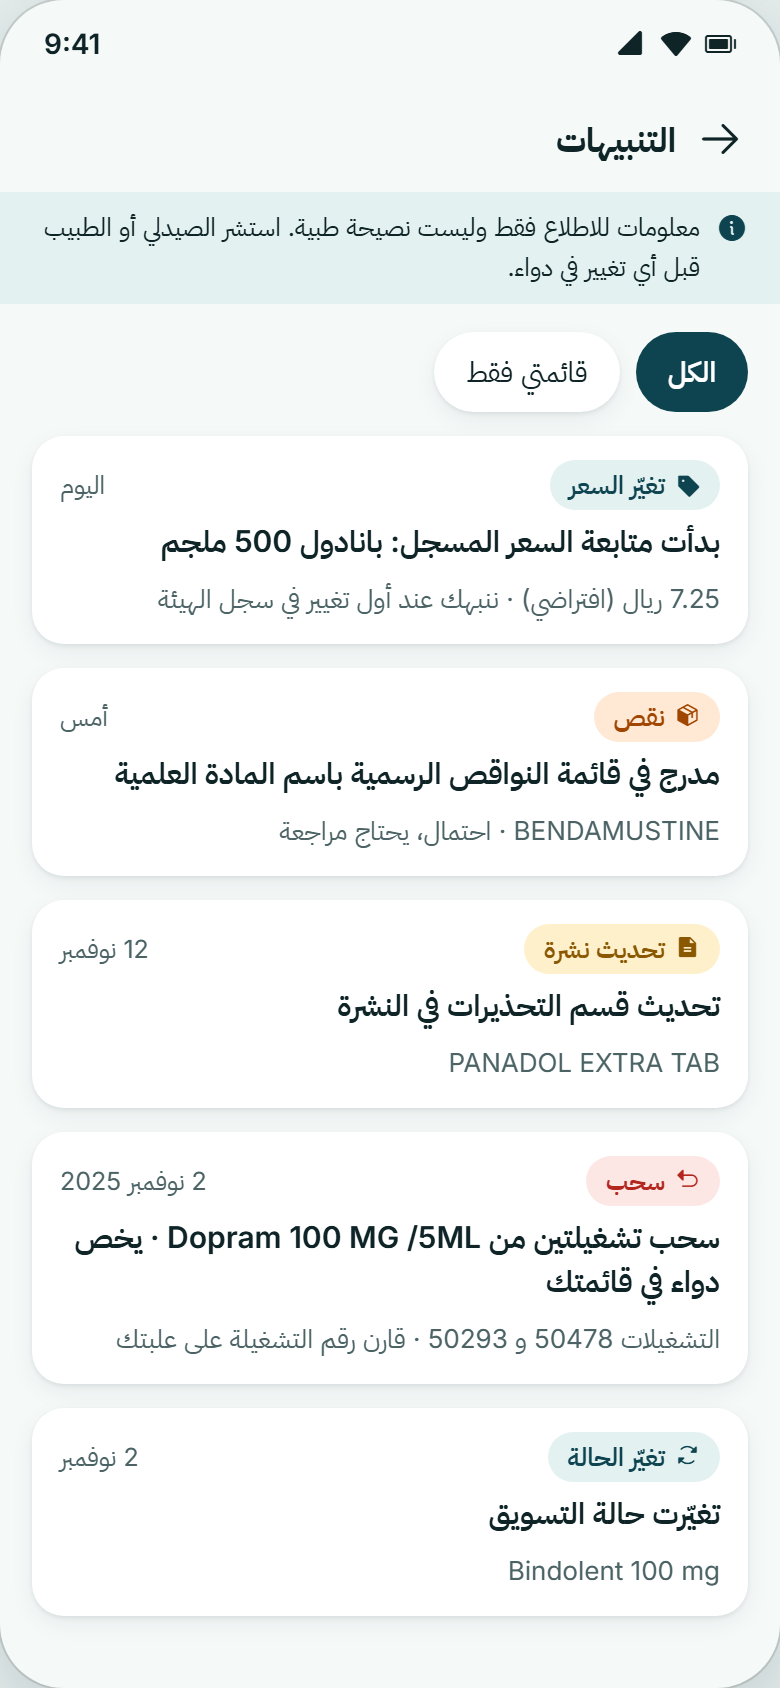 9:41
التنبيهات
معلومات للاطلاع فقط وليست نصيحة طبية. استشر الصيدلي أو الطبيب
قبل أي تغيير في دواء.
الكل
قائمتي فقط
تغيّر السعر
اليوم
بدأت متابعة السعر المسجل: بانادول 500 ملجم
7.25 ريال (افتراضي) · ننبهك عند أول تغيير في سجل الهيئة
نقص
أمس
مدرج في قائمة النواقص الرسمية باسم المادة العلمية
BENDAMUSTINE · احتمال، يحتاج مراجعة
تحديث نشرة
12 نوفمبر
تحديث قسم التحذيرات في النشرة
PANADOL EXTRA TAB
سحب
2 نوفمبر 2025
سحب تشغيلتين من Dopram 100 MG /5ML · يخص
دواء في قائمتك
التشغيلات 50478 و 50293 · قارن رقم التشغيلة على علبتك
تغيّر الحالة
2 نوفمبر
تغيّرت حالة التسويق
Bindolent 100 mg